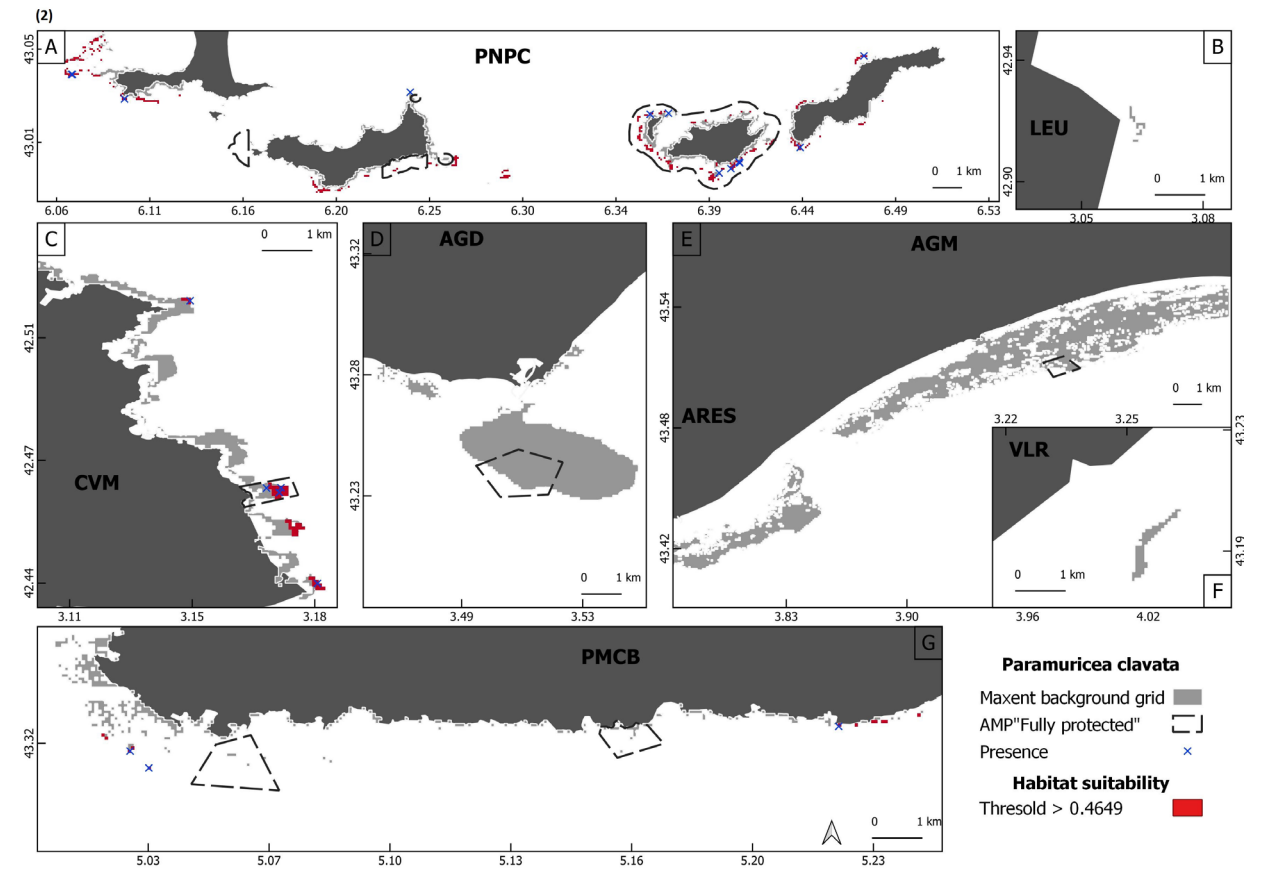 (2)
A
PNPC
43.05
43.01
0 1 km
6.06 6.11 6.16 6.20 6.25 6.30 6.34 6.39 6.44 6.49 6.53
B
LEU
42.94
42.90
0 1 km
3.05 3.08
C
CVM
0 1 km
42.51
42.47
42.44
3.11 3.15 3.18
D
AGD
43.32
43.28
43.23
0 1 km
3.49 3.53
E
AGM
ARES
43.54
43.48
43.42
0 1 km
3.83 3.90 3.96 4.02
3.22 3.25
VLR
43.23
43.19
0 1 km
F
G
PMCB
43.32
0 1 km
5.03 5.07 5.10 5.13 5.16 5.20 5.23
Paramuricea clavata
Maxent background grid
AMP"Fully protected"
Presence
Habitat suitability
Thresold > 0.4649